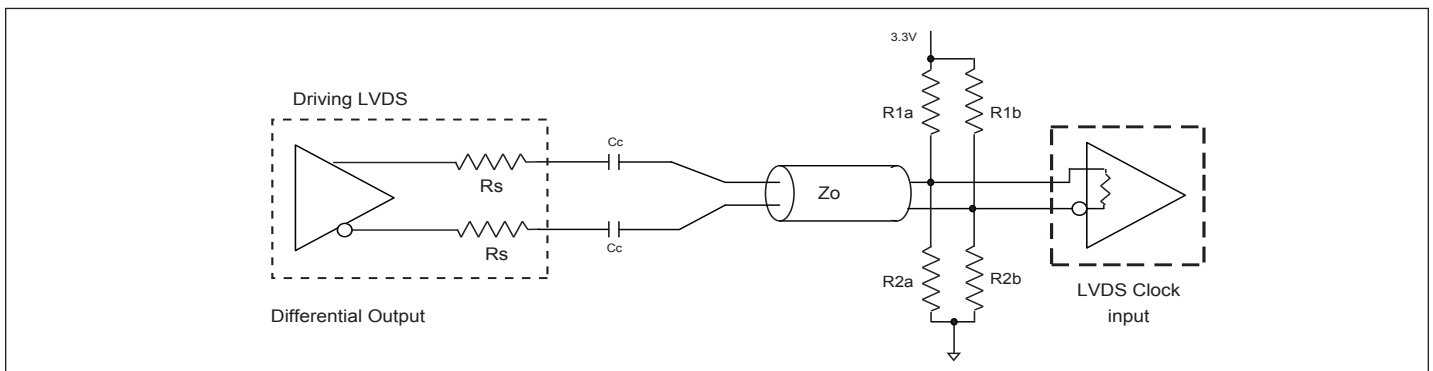 3.3V
Driving LVDS
R1a
R1b
Cc
Rs
Zo
Rs
Cc
R2a
R2b
LVDS Clock
input
Differential Output